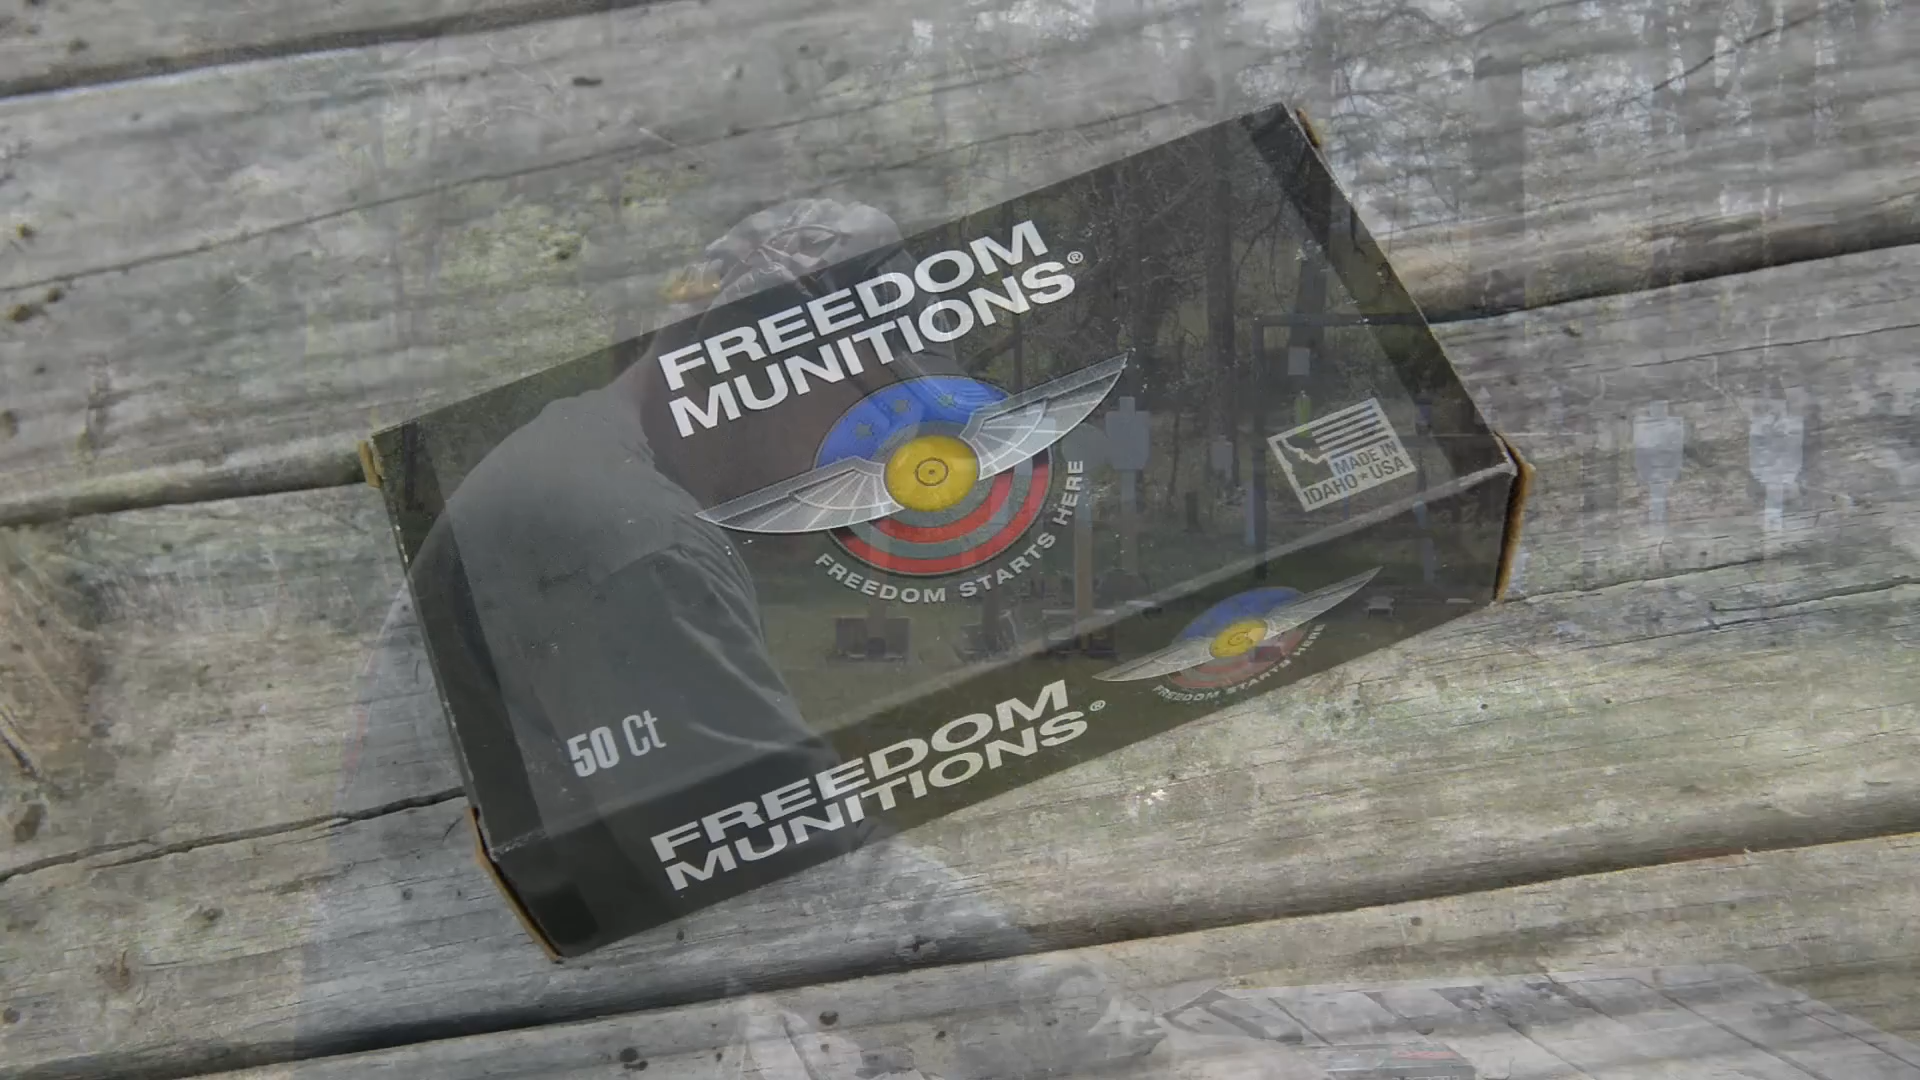 FREEDOM
MUNITIONS®
FREEDOM STARTS HERE
MADE IN
IDAHO★USA
50 Ct
FREEDOM
MUNITIONS®
FREEDOM STARTS HERE